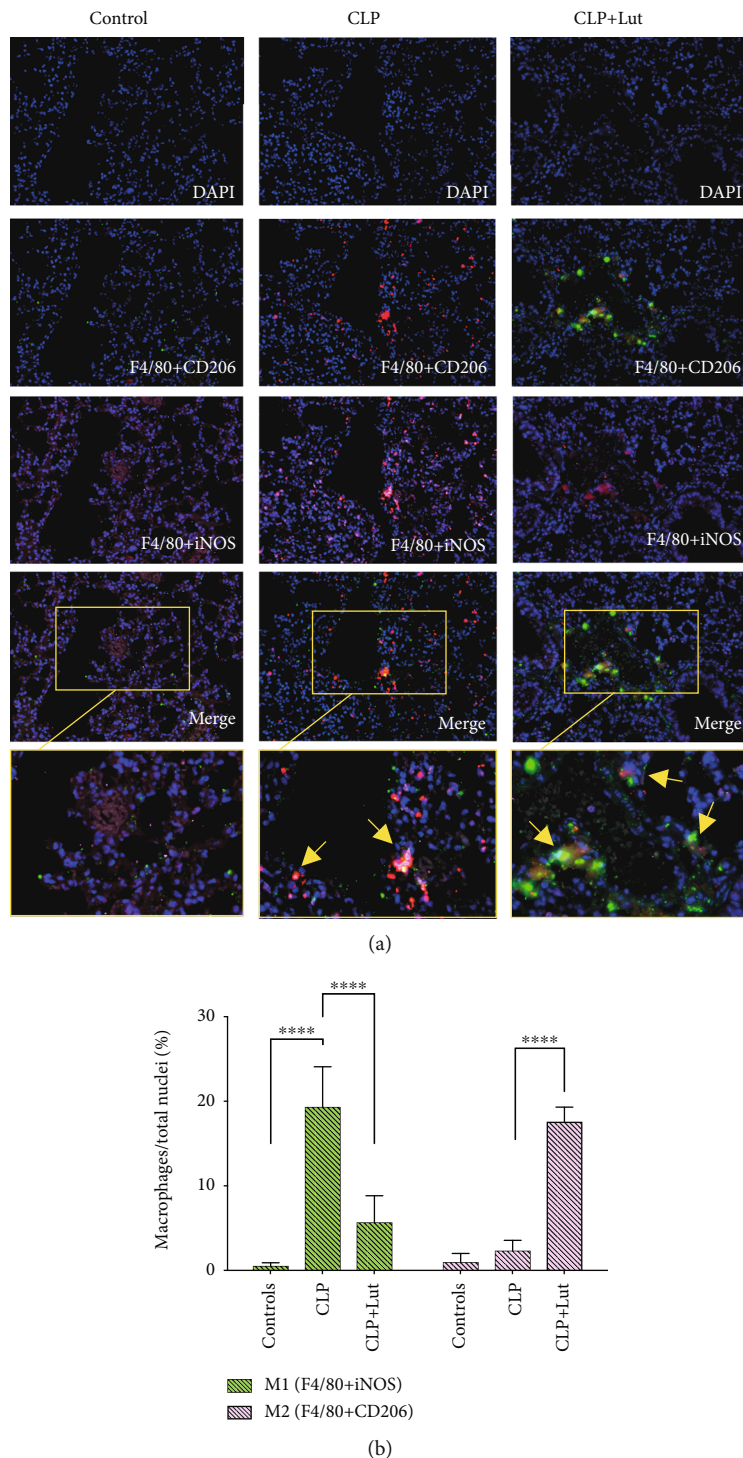 Control CLP CLP+Lut
DAPI DAPI DAPI
F4/80+CD206 F4/80+CD206 F4/80+CD206
F4/80+iNOS F4/80+iNOS F4/80+iNOS
Merge Merge Merge
(a)
Macrophages/total nuclei (%)
30
20
10
0
**** **** ****
Controls CLP CLP+Lut Controls CLP CLP+Lut
M1 (F4/80+iNOS)
M2 (F4/80+CD206)
(b)